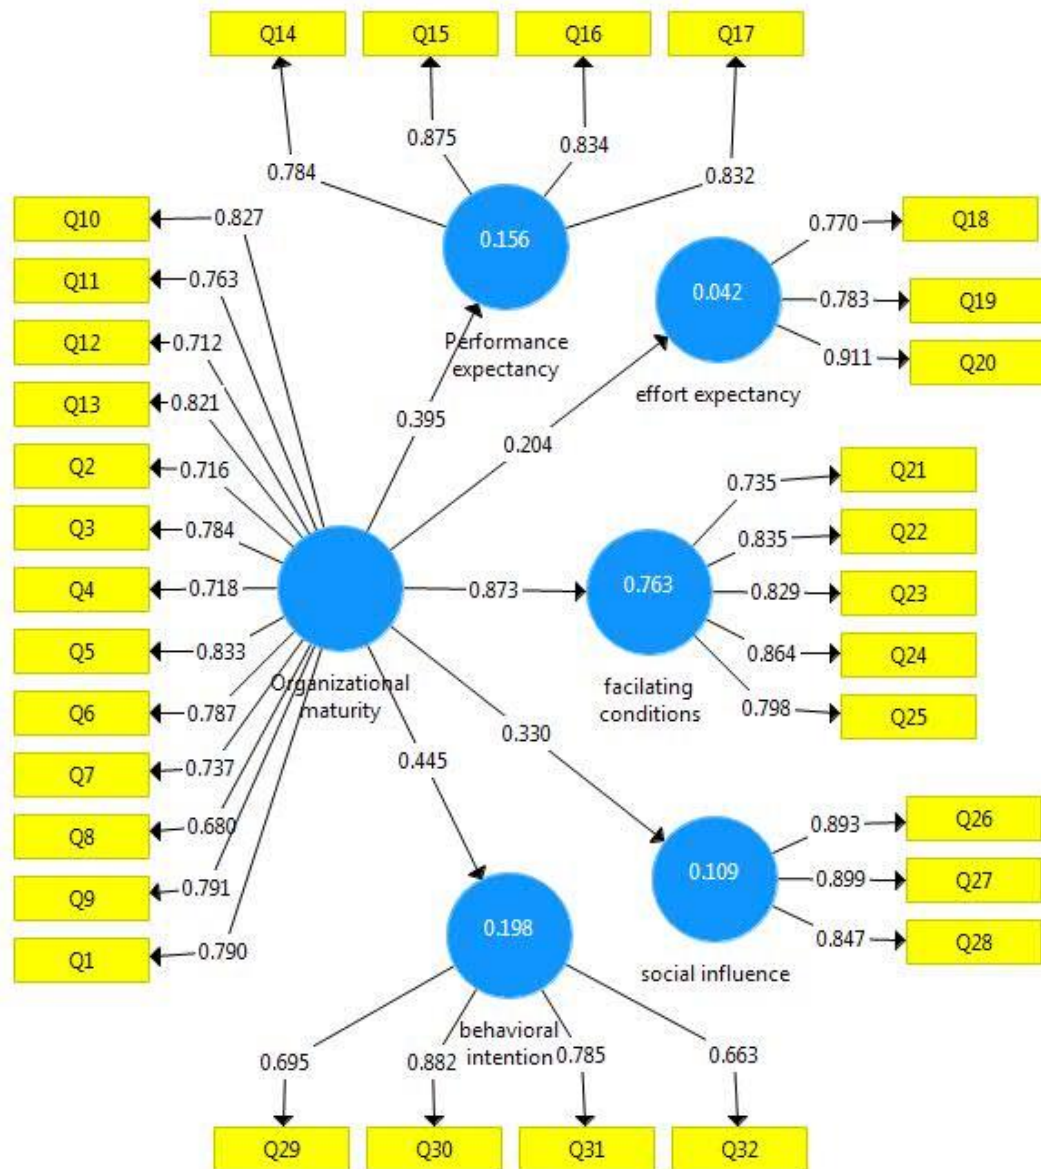 Q14
Q15
Q16
Q17
0.784
0.875
0.834
0.832
0.156
Performance
expectancy
Q10
Q11
Q12
Q13
Q2
Q3
Q4
Q5
Q6
Q7
Q8
Q9
Q1
0.827
0.763
0.712
0.821
0.716
0.784
0.718
0.833
0.787
0.737
0.680
0.791
0.790
Organizational
maturity
0.395
0.204
0.873
0.330
0.445
0.042
effort expectancy
0.770
0.783
0.911
Q18
Q19
Q20
0.763
facilating
conditions
0.735
0.835
0.829
0.864
0.798
Q21
Q22
Q23
Q24
Q25
0.109
social influence
0.893
0.899
0.847
Q26
Q27
Q28
0.198
behavioral
intention
0.695
0.882
0.785
0.663
Q29
Q30
Q31
Q32